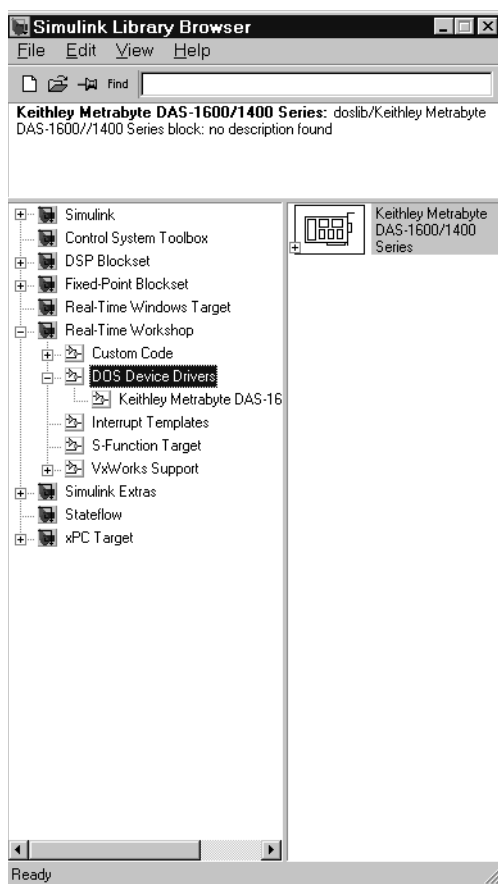 Simulink Library Browser
File Edit View Help
Find
Keithley Metrabyte DAS-1600/1400 Series: doslib/Keithley Metrabyte
DAS-1600//1400 Series block: no description found
Simulink
Control System Toolbox
DSP Blockset
Fixed-Point Blockset
Real-Time Windows Target
Real-Time Workshop
Custom Code
DOS Device Drivers
Keithley Metrabyte DAS-16
Interrupt Templates
S-Function Target
VxWorks Support
Simulink Extras
Stateflow
xPC Target
Keithley Metrabyte
DAS-1600/1400
Series
Ready